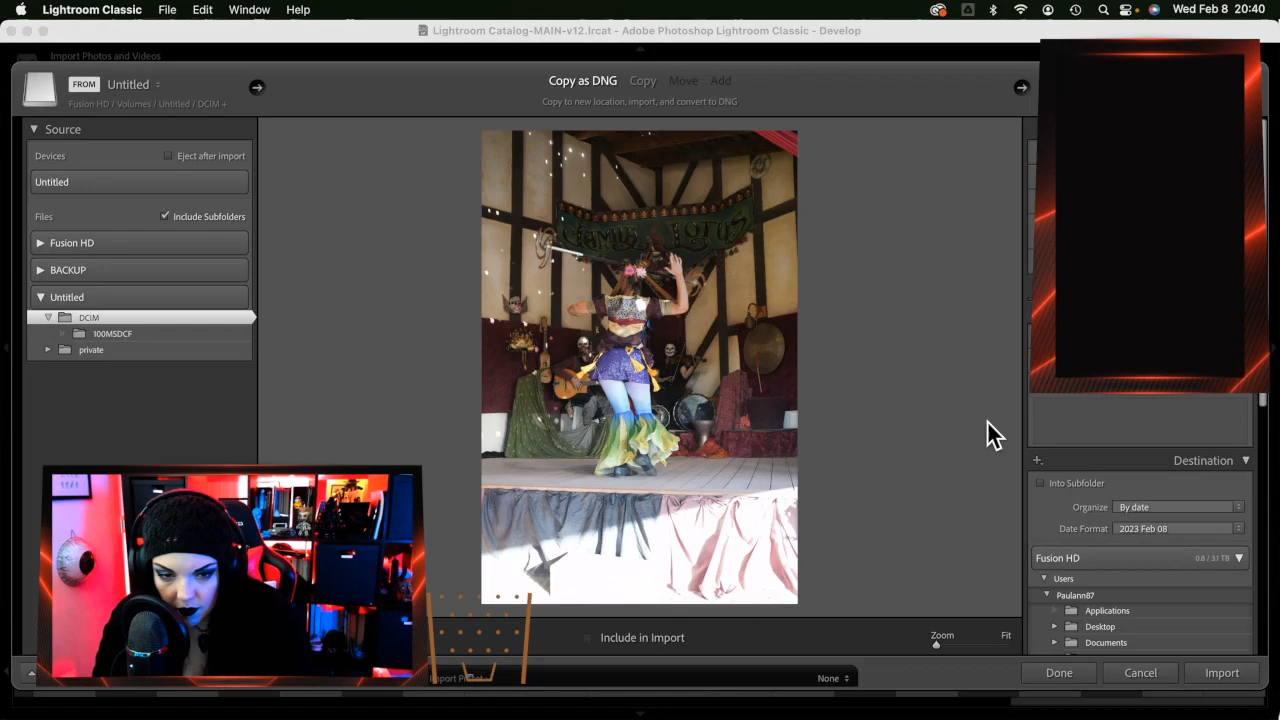 Lightroom Classic File Edit Window Help Wed Feb 8 20:40
Lightroom Catalog-MAIN-v12.lrcat - Adobe Photoshop Lightroom Classic - Develop
Import Photos and Videos
FROM Untitled
Fusion HD / Volumes / Untitled / DCIM +
Copy as DNG Copy Move Add
Copy to new location, import, and convert to DNG
Source
Devices Eject after import
Untitled
Files Include Subfolders
Fusion HD
BACKUP
Untitled
DCIM
100MSDCF
private
LOTUS
Destination
Into Subfolder
Organize By date
Date Format 2023 Feb 08
Fusion HD 0.8 / 3.1 TB
Users
Paulann87
Applications
Desktop
Documents
Include in Import
Zoom Fit
Import Preset None
Done Cancel Import